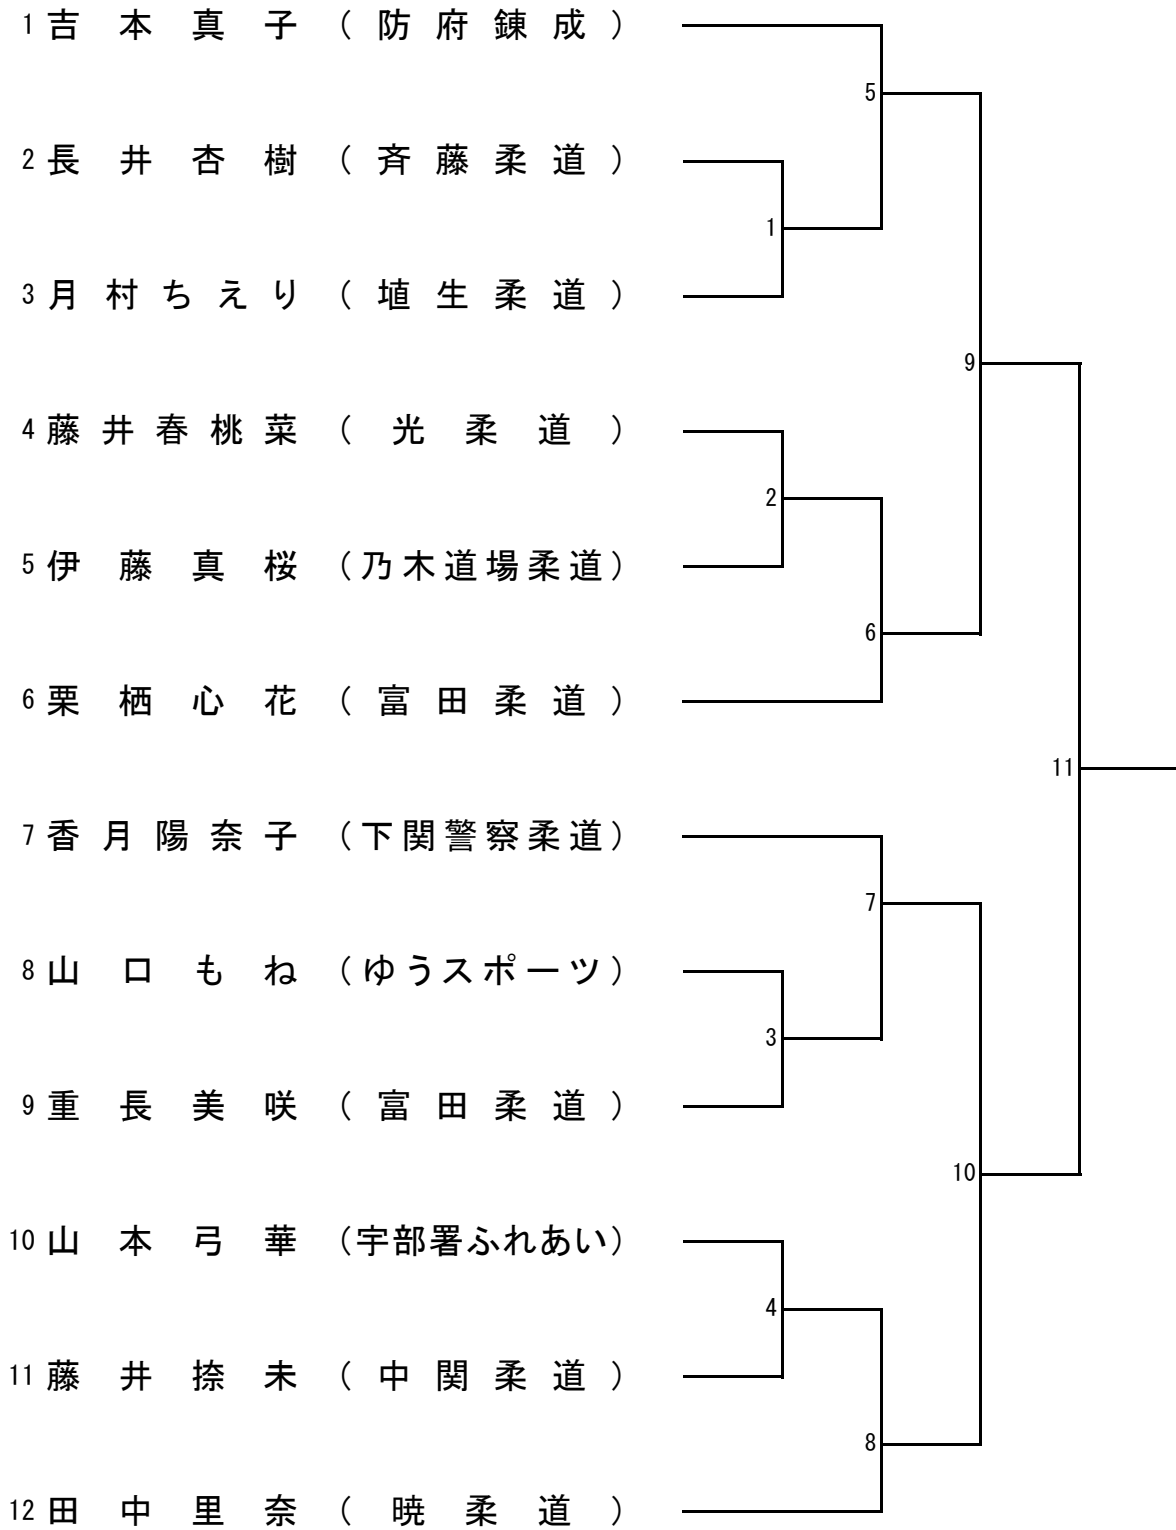 1 吉本真子 (防府錬成)
5
2 長井杏樹 (斉藤柔道)
1
3 月村ちえり (埴生柔道)
9
4 藤井春桃菜 (光柔道)
2
5 伊藤真桜 (乃木道場柔道)
6
6 栗栖心花 (富田柔道)
11
7 香月陽奈子 (下関警察柔道)
7
8 山口もね (ゆうスポーツ)
3
9 重長美咲 (富田柔道)
10
10 山本弓華 (宇部署ふれあい)
4
11 藤井捺未 (中関柔道)
8
12 田中里奈 (暁柔道)